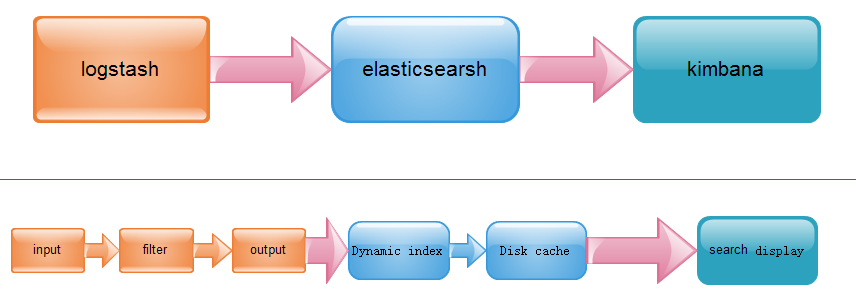 logstash
elasticsearsh
kimbana
input
filter
output
Dynamic index
Disk cache
search display